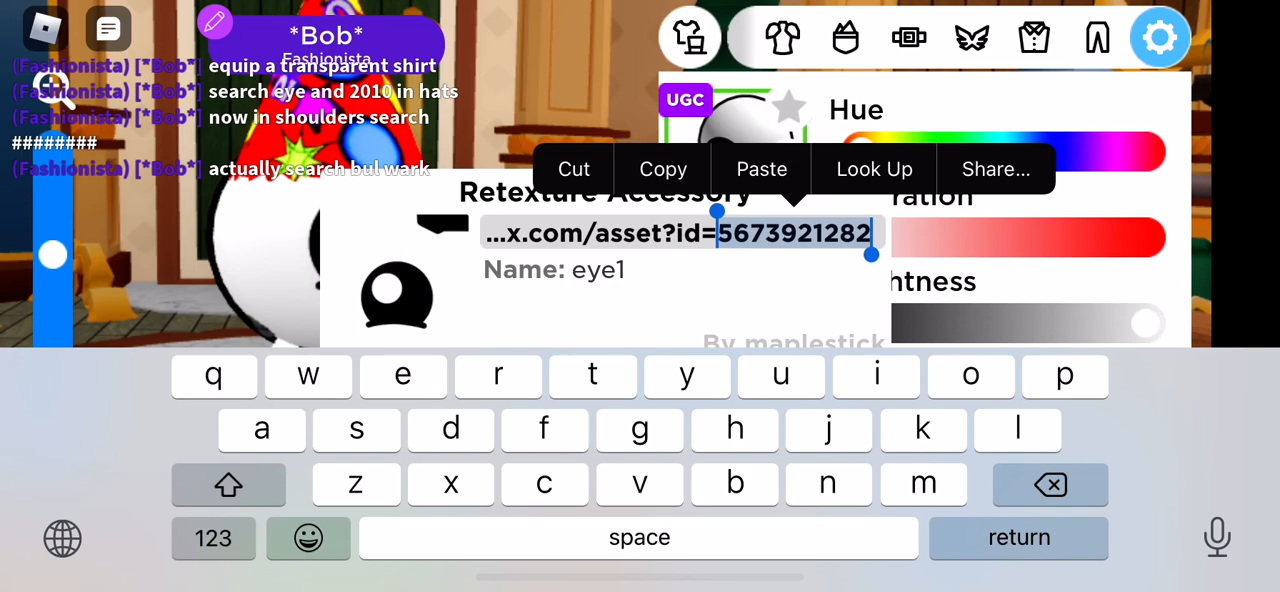 *Bob*
Fashionista
(Fashionista) [*Bob*] equip a transparent shirt
(Fashionista) [*Bob*] search eye and 2010 in hats
(Fashionista) [*Bob*] now in shoulders search
########
(Fashionista) [*Bob*] actually search bul wark
UGC
Hue
Cut Copy Paste Look Up Share...
Retexture Accessory
ration
...x.com/asset?id=5673921282
Name: eye1
htness
By maplestick
q w e r t y u i o p
a s d f g h j k l
z x c v b n m
123 space return